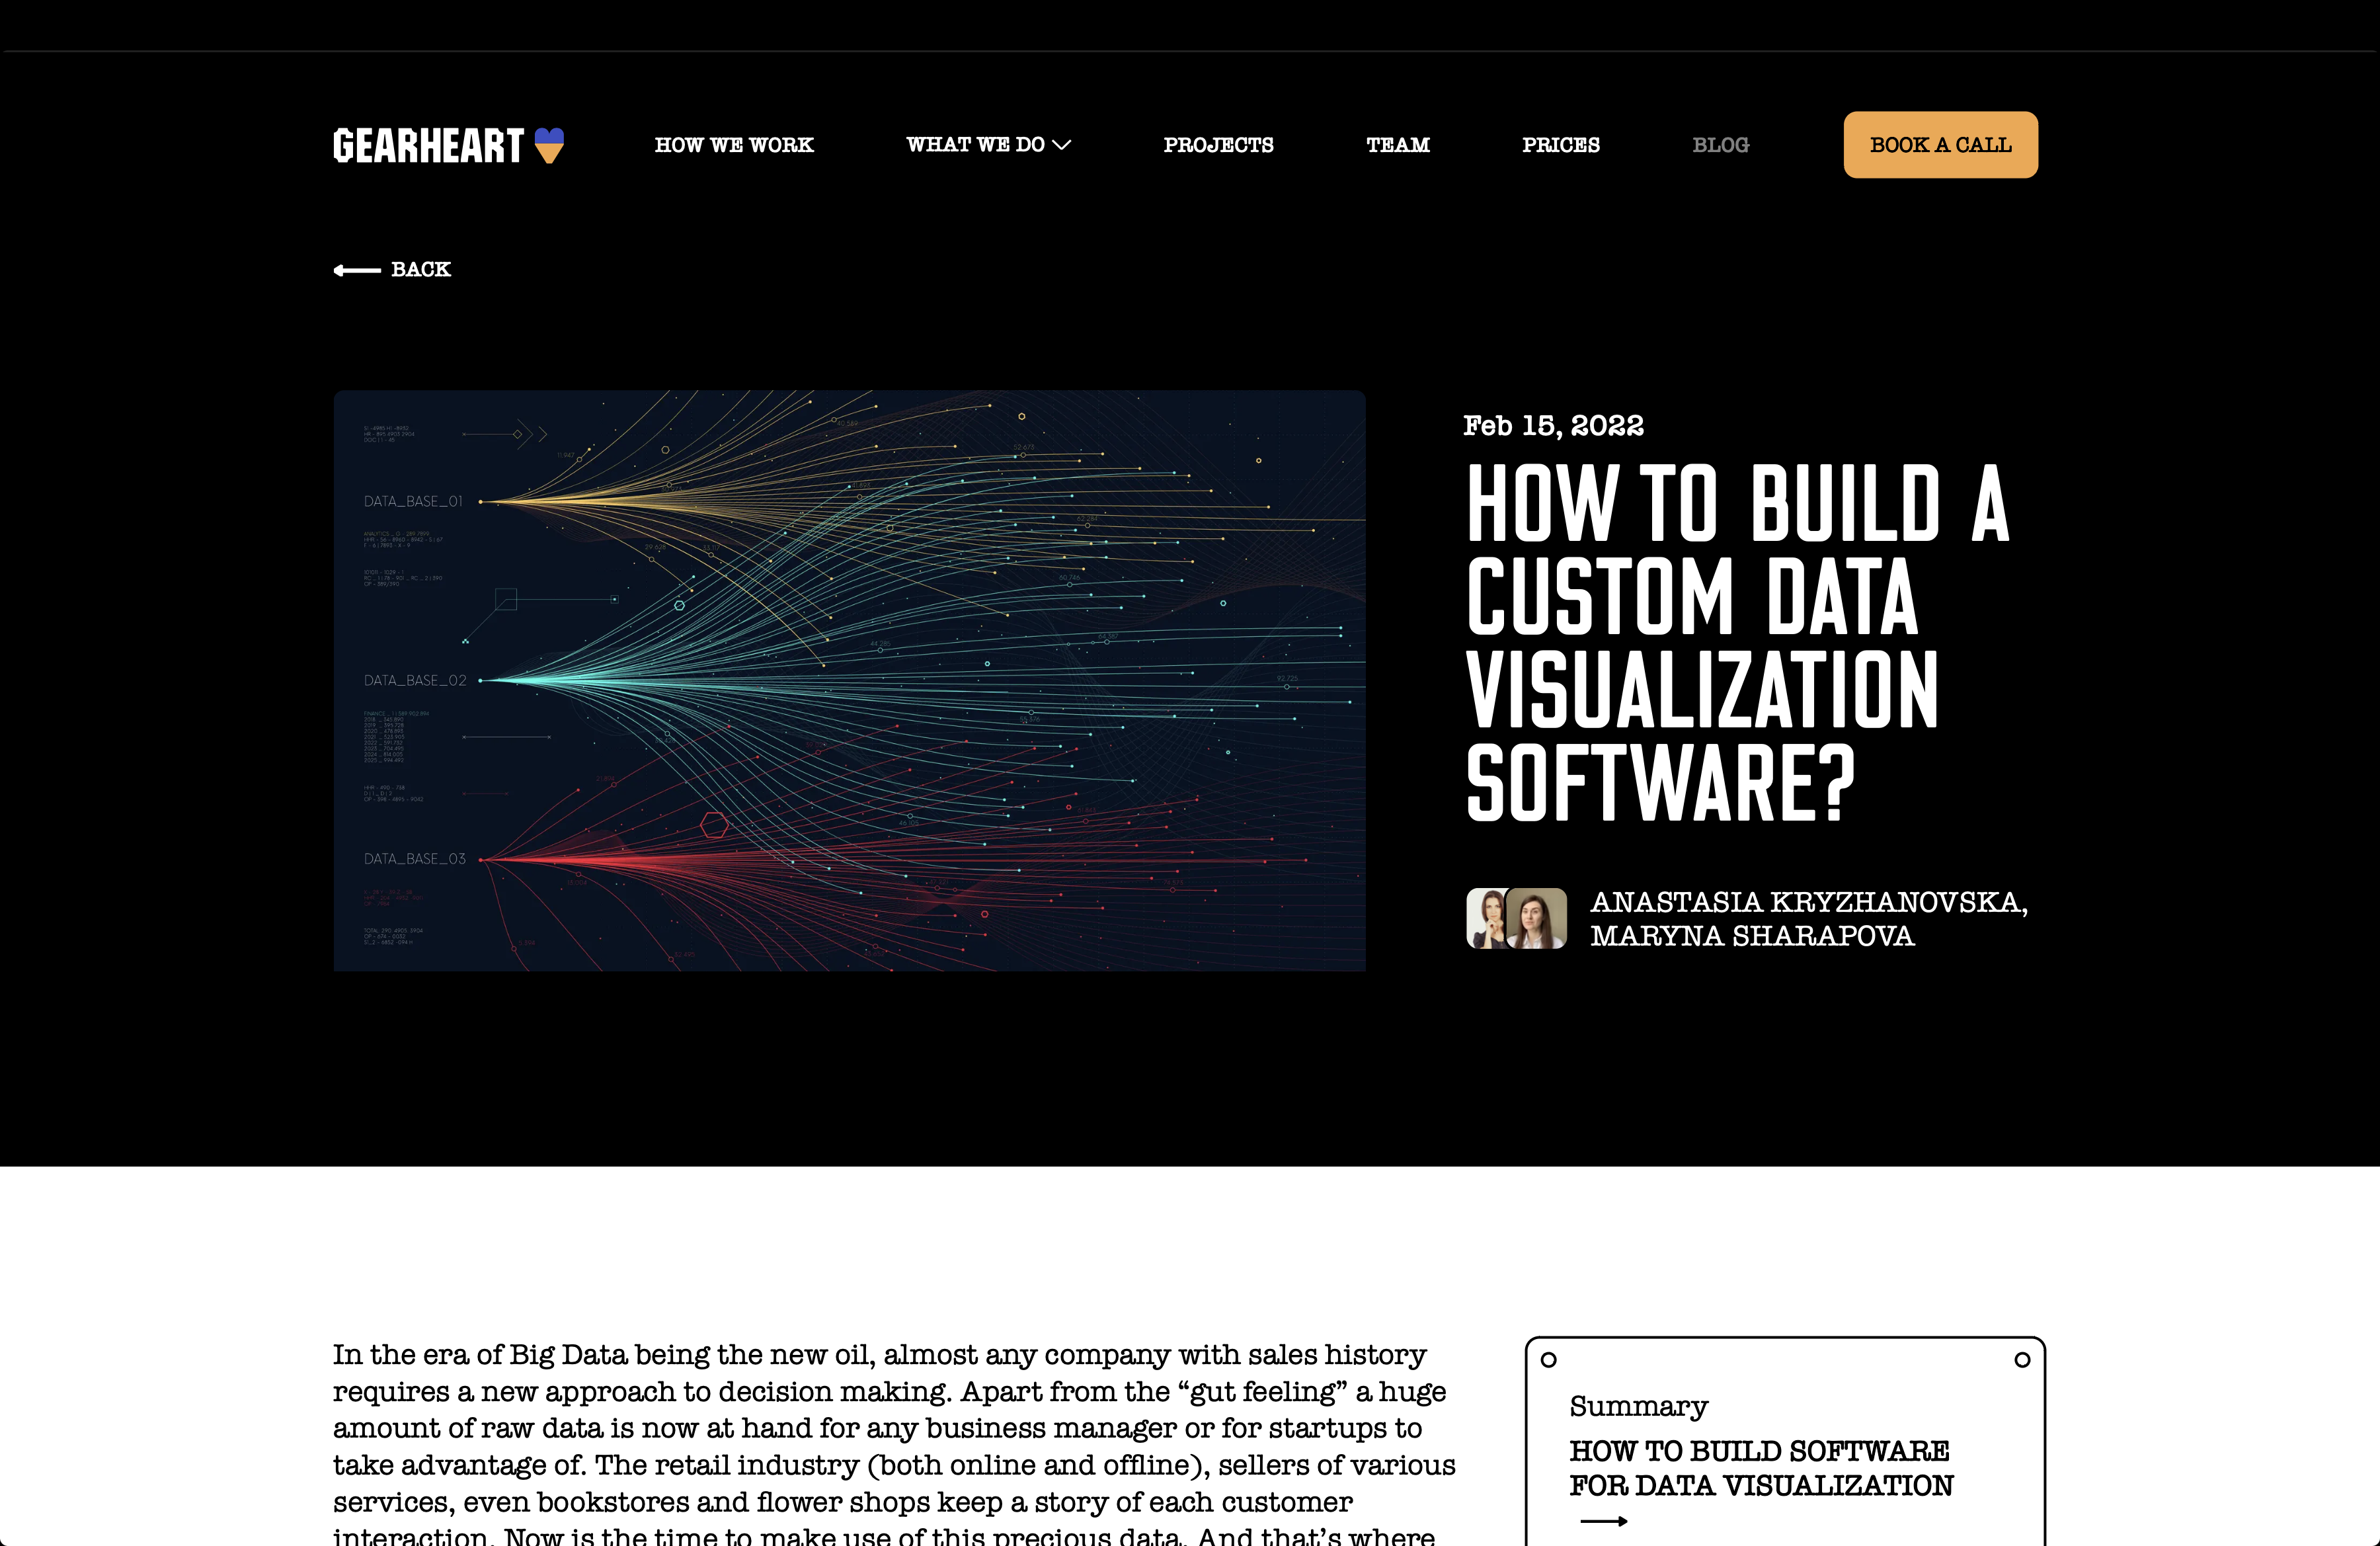 GEARHEART
HOW WE WORK
WHAT WE DO
PROJECTS
TEAM
PRICES
BLOG
BOOK A CALL
BACK
DATA_BASE_01
DATA_BASE_02
DATA_BASE_03
Feb 15, 2022
HOW TO BUILD A
CUSTOM DATA
VISUALIZATION
SOFTWARE?
ANASTASIA KRYZHANOVSKA,
MARYNA SHARAPOVA
In the era of Big Data being the new oil, almost any company with sales history
requires a new approach to decision making. Apart from the “gut feeling” a huge
amount of raw data is now at hand for any business manager or for startups to
take advantage of. The retail industry (both online and offline), sellers of various
services, even bookstores and flower shops keep a story of each customer
interaction. Now is the time to make use of this precious data. And that’s where
Summary
HOW TO BUILD SOFTWARE
FOR DATA VISUALIZATION